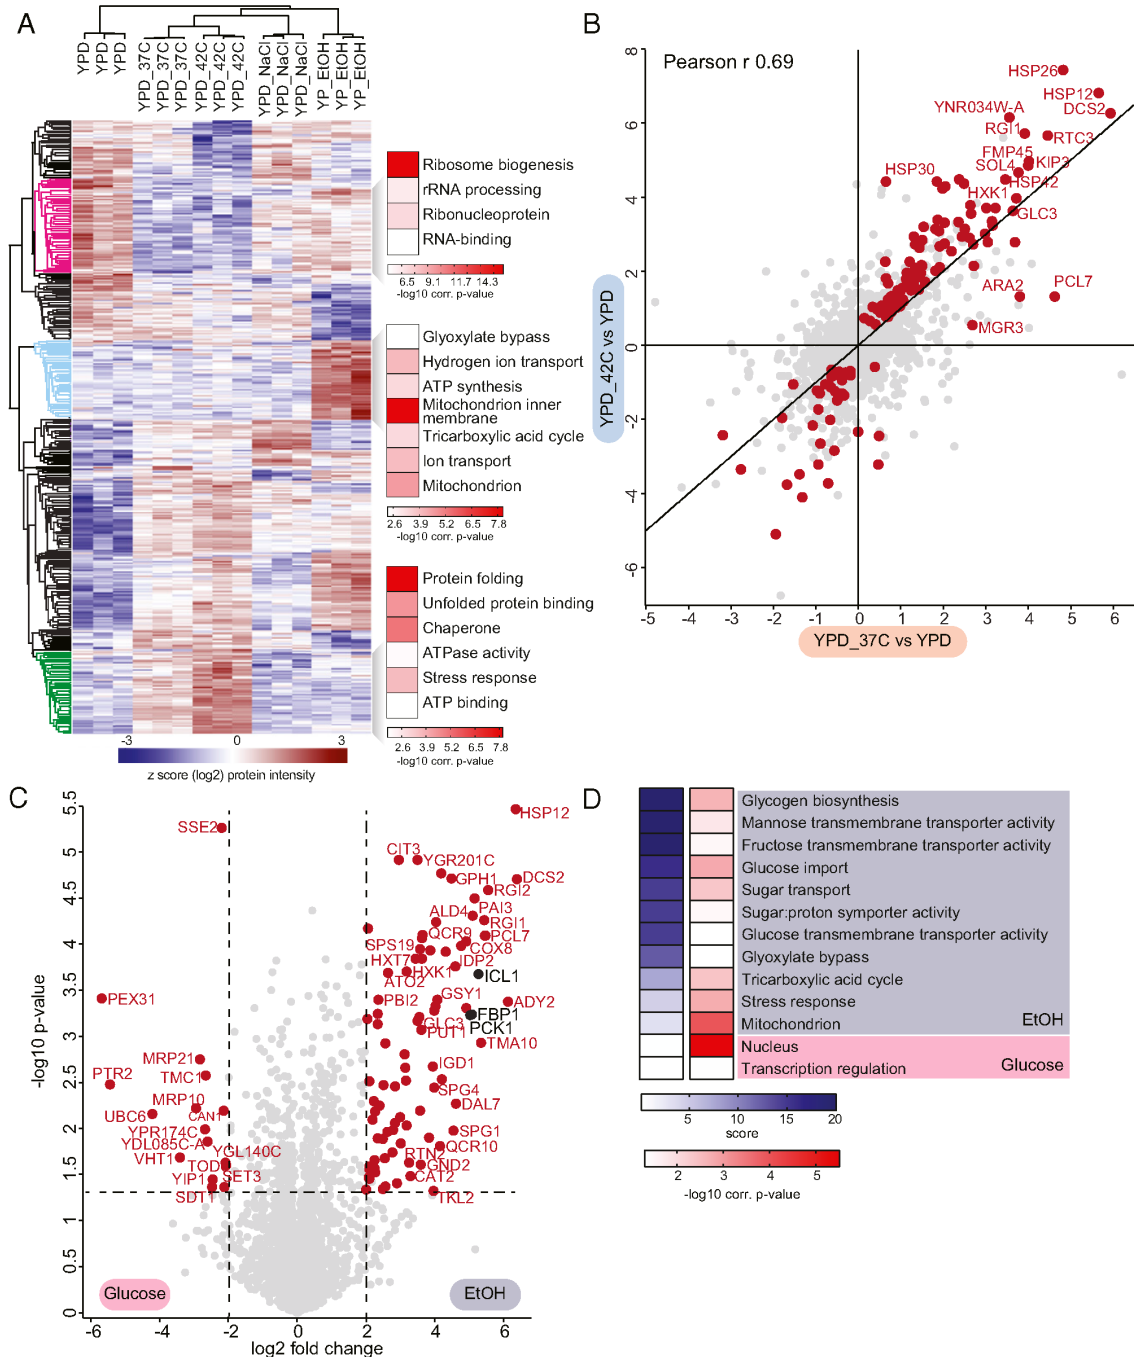 A
YPD
YPD
YPD
YPD_37C
YPD_37C
YPD_37C
YPD_42C
YPD_42C
YPD_42C
YPD_NaCl
YPD_NaCl
YPD_NaCl
YP_EtOH
YP_EtOH
YP_EtOH
Ribosome biogenesis
rRNA processing
Ribonucleoprotein
RNA-binding
6.5 9.1 11.7 14.3
-log10 corr. p-value
Glyoxylate bypass
Hydrogen ion transport
ATP synthesis
Mitochondrion inner
membrane
Tricarboxylic acid cycle
Ion transport
Mitochondrion
2.6 3.9 5.2 6.5 7.8
-log10 corr. p-value
Protein folding
Unfolded protein binding
Chaperone
ATPase activity
Stress response
ATP binding
2.6 3.9 5.2 6.5 7.8
-log10 corr. p-value
-3 0 3
z score (log2) protein intensity
B
Pearson r 0.69
8
6
4
2
0
-2
-4
-6
YPD_42C vs YPD
HSP26
HSP12
DCS2
YNR034W-A
RGI1
RTC3
FMP45
KIP3
SOL4
HSP30
HSP42
HXK1
GLC3
ARA2
PCL7
MGR3
-5 -4 -3 -2 -1 0 1 2 3 4 5 6
YPD_37C vs YPD
C
5.5
5
4.5
4
3.5
3
2.5
2
1.5
1
0.5
0
-log10 p-value
HSP12
SSE2
CIT3
YGR201C
GPH1
DCS2
RGI2
ALD4
PAI3
RGI1
QCR9
PCL7
SPS19
COX8
HXT7
IDP2
HXK1
ICL1
ATO2
PEX31
PBI2
GSY1
ADY2
FBP1
GLC3
PCK1
PUT1
TMA10
MRP21
IGD1
PTR2
TMC1
SPG4
MRP10
DAL7
UBC6
CAN1
YPR174C
SPG1
YDL085C-A
QCR10
VHT1
YGL140C
RTN2
TOD
GND2
YIP1
SET3
CAT2
SDT1
TKL2
Glucose
EtOH
-6 -4 -2 0 2 4 6
log2 fold change
D
Glycogen biosynthesis
Mannose transmembrane transporter activity
Fructose transmembrane transporter activity
Glucose import
Sugar transport
Sugar:proton symporter activity
Glucose transmembrane transporter activity
Glyoxylate bypass
Tricarboxylic acid cycle
Stress response
Mitochondrion
EtOH
Nucleus
Transcription regulation
Glucose
5 10 15 20
score
2 3 4 5
-log10 corr. p-value